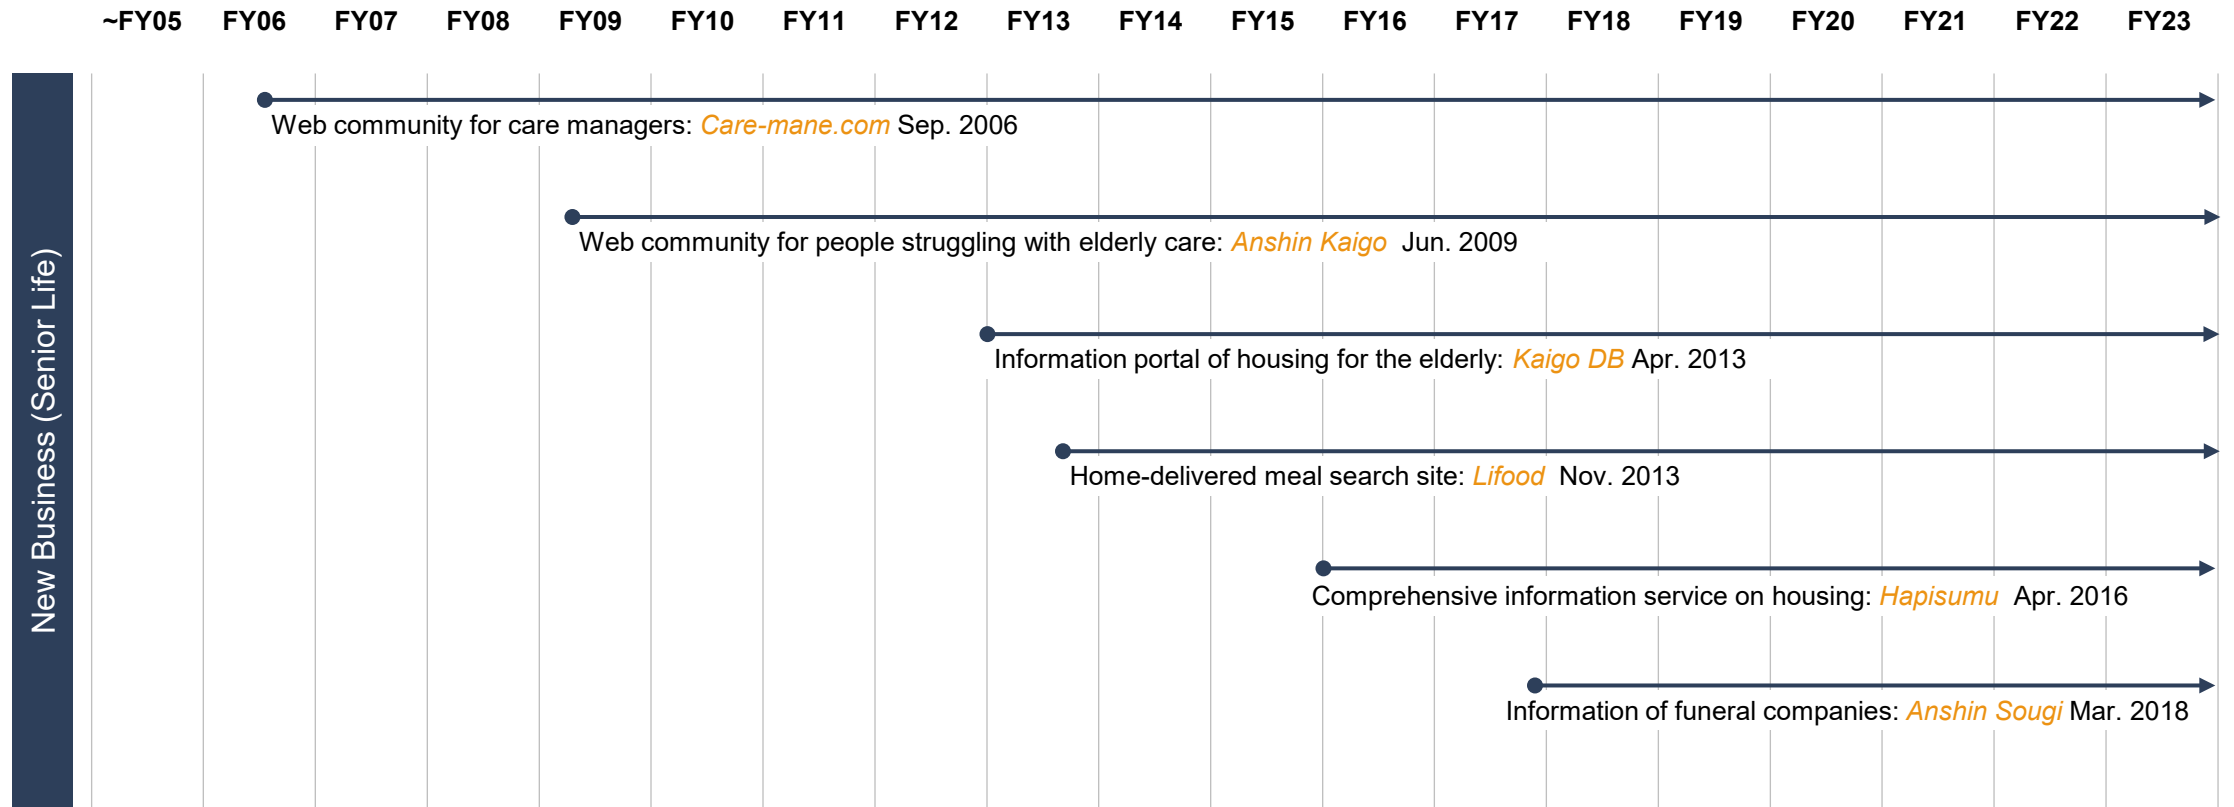 ~FY05 FY06 FY07 FY08 FY09 FY10 FY11 FY12 FY13 FY14 FY15 FY16 FY17 FY18 FY19 FY20 FY21 FY22 FY23
New Business (Senior Life)
Web community for care managers: Care-mane.com Sep. 2006
Web community for people struggling with elderly care: Anshin Kaigo Jun. 2009
Information portal of housing for the elderly: Kaigo DB Apr. 2013
Home-delivered meal search site: Lifood Nov. 2013
Comprehensive information service on housing: Hapisumu Apr. 2016
Information of funeral companies: Anshin Sougi Mar. 2018